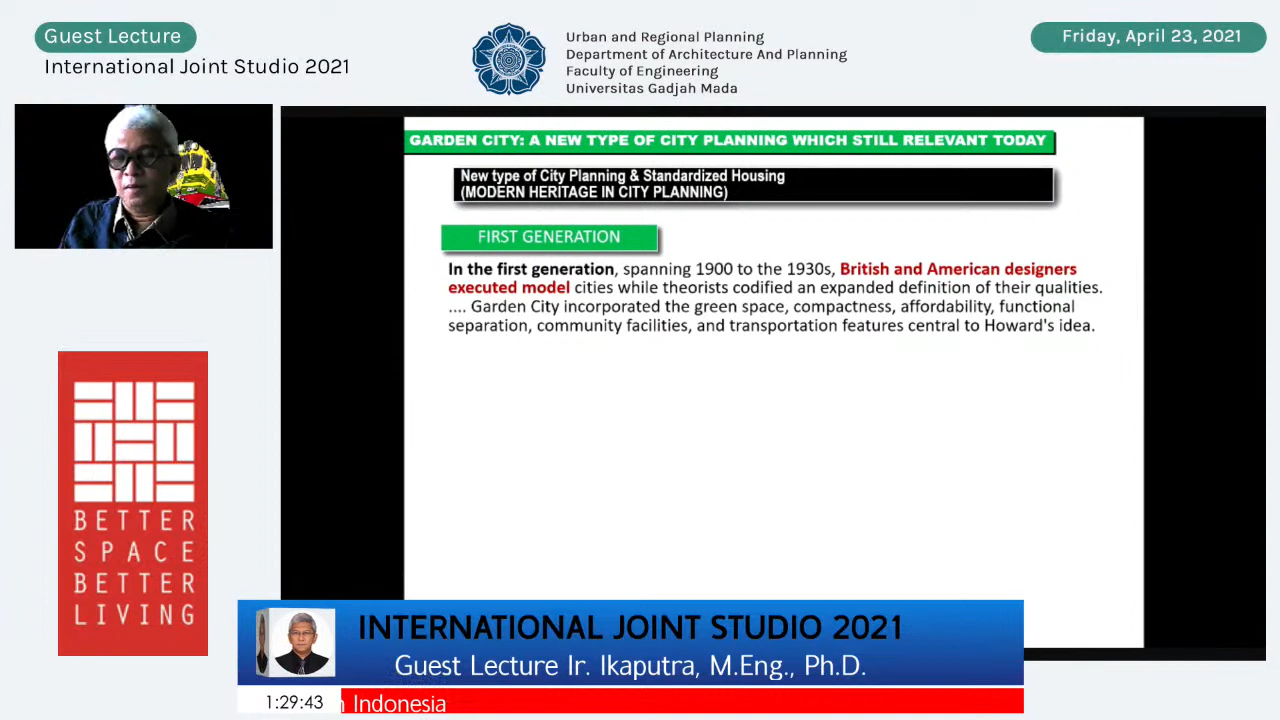 Guest Lecture
International Joint Studio 2021
Urban and Regional Planning
Department of Architecture And Planning
Faculty of Engineering
Universitas Gadjah Mada
Friday, April 23, 2021
GARDEN CITY: A NEW TYPE OF CITY PLANNING WHICH STILL RELEVANT TODAY
New type of City Planning & Standardized Housing
(MODERN HERITAGE IN CITY PLANNING)
FIRST GENERATION
In the first generation, spanning 1900 to the 1930s, British and American designers
executed model cities while theorists codified an expanded definition of their qualities.
.... Garden City incorporated the green space, compactness, affordability, functional
separation, community facilities, and transportation features central to Howard's idea.
BETTER
SPACE
BETTER
LIVING
INTERNATIONAL JOINT STUDIO 2021
Guest Lecture Ir. Ikaputra, M.Eng., Ph.D.
1:29:43
Indonesia